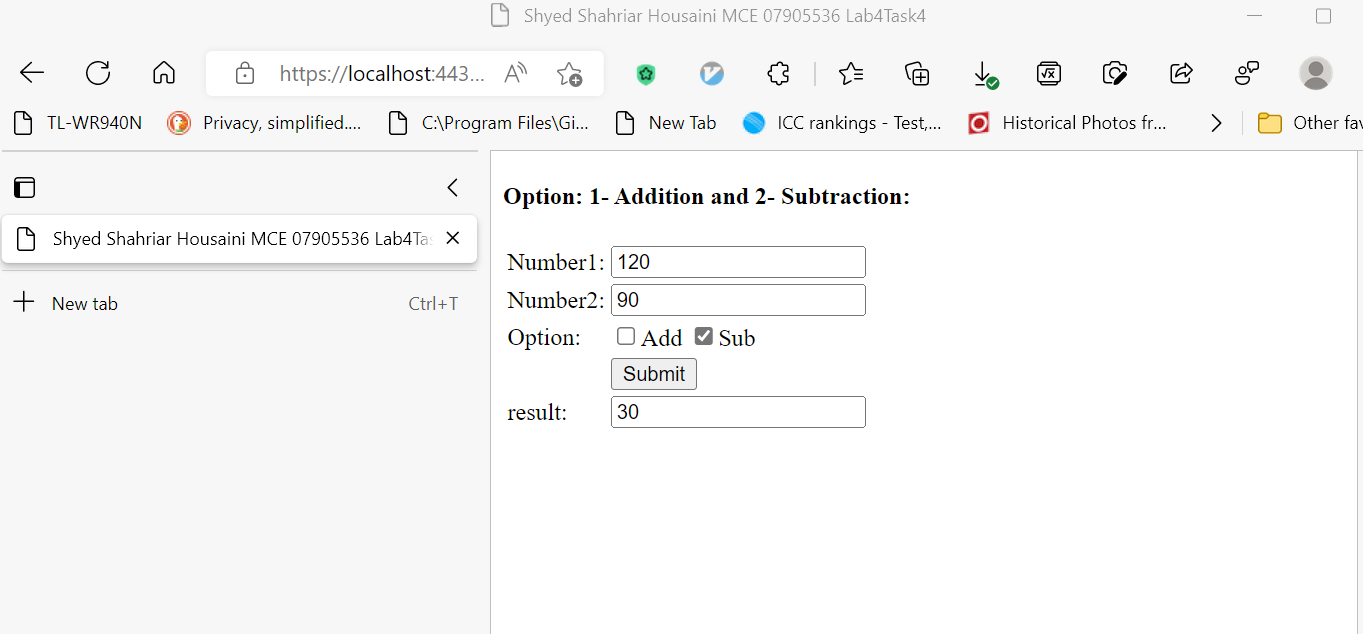 Shyed Shahriar Housaini MCE 07905536 Lab4Task4
https://localhost:443...
TL-WR940N Privacy, simplified.... C:\Program Files\Gi... New Tab ICC rankings - Test,... Historical Photos fr... Other fav
Shyed Shahriar Housaini MCE 07905536 Lab4Ta
New tab Ctrl+T
Option: 1- Addition and 2- Subtraction:
Number1: 120
Number2: 90
Option: Add Sub
Submit
result: 30